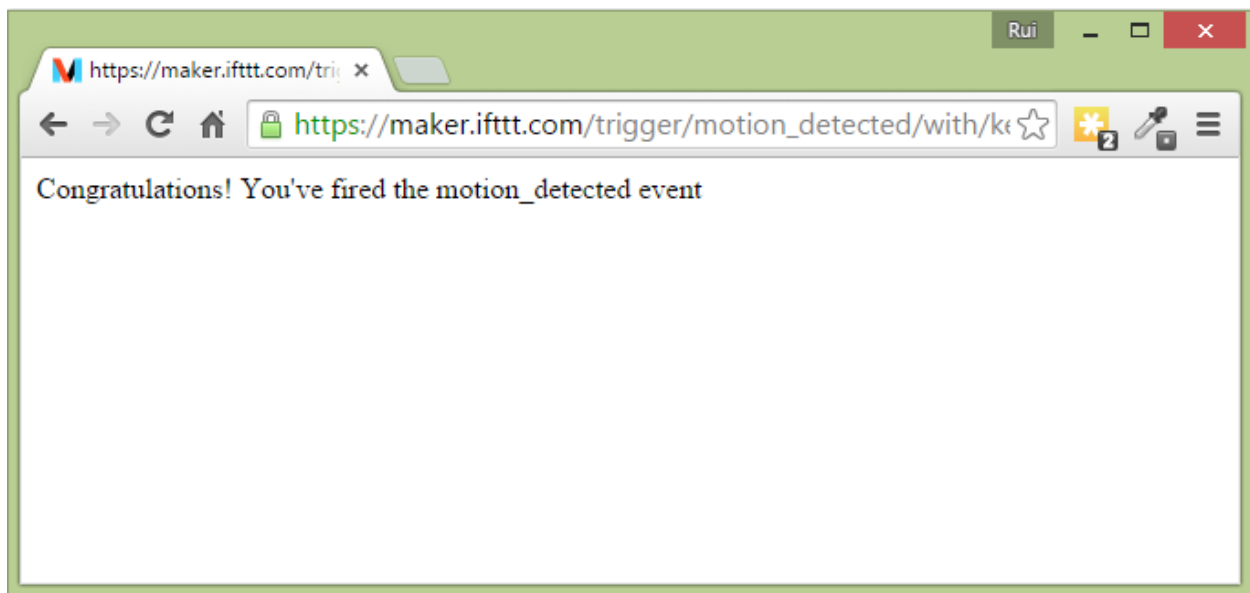 Rui
https://maker.ifttt.com/tri
https://maker.ifttt.com/trigger/motion_detected/with/ke
2
Congratulations! You've fired the motion_detected event